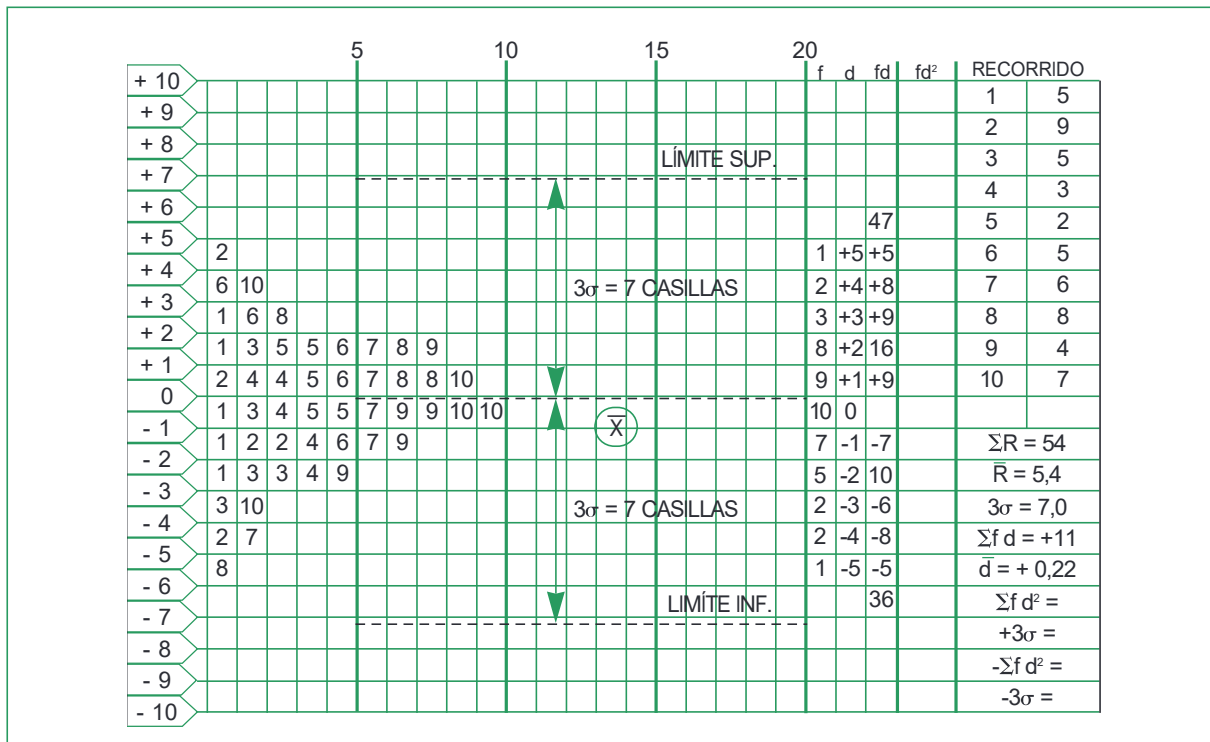 5 10 15 20
f d fd fd² RECORRIDO
+ 10
1 5
+ 9
2 9
+ 8
LÍMITE SUP. 3 5
+ 7
4 3
+ 6
47 5 2
+ 5
2 1 +5 +5 6 5
+ 4
6 10 3σ = 7 CASILLAS 2 +4 +8 7 6
+ 3
1 6 8 3 +3 +9 8 8
+ 2
1 3 5 5 6 7 8 9 8 +2 16 9 4
+ 1
2 4 4 5 6 7 8 8 10 9 +1 +9 10 7
0
1 3 4 5 5 7 9 9 10 10 X̅ 10 0
- 1
1 2 2 4 6 7 9 7 -1 -7 ΣR = 54
- 2
1 3 3 4 9 5 -2 10 R̅ = 5,4
- 3
3 10 3σ = 7 CASILLAS 2 -3 -6 3σ = 7,0
- 4
2 7 2 -4 -8 Σf d = +11
- 5
8 1 -5 -5 d̅ = + 0,22
- 6
LIMÍTE INF. 36 Σf d² =
- 7
+3σ =
- 8
-Σf d² =
- 9
-3σ =
- 10